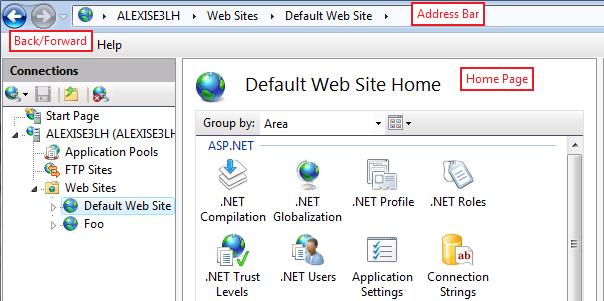 ALEXISE3LH Web Sites Default Web Site Address Bar
Back/Forward Help
Connections
Start Page
ALEXISE3LH (ALEXISE3LH
Application Pools
FTP Sites
Web Sites
Default Web Site
Foo
Default Web Site Home Home Page
Group by: Area
ASP.NET
.NET Compilation
.NET Globalization
.NET Profile
.NET Roles
.NET Trust Levels
.NET Users
Application Settings
Connection Strings
ab